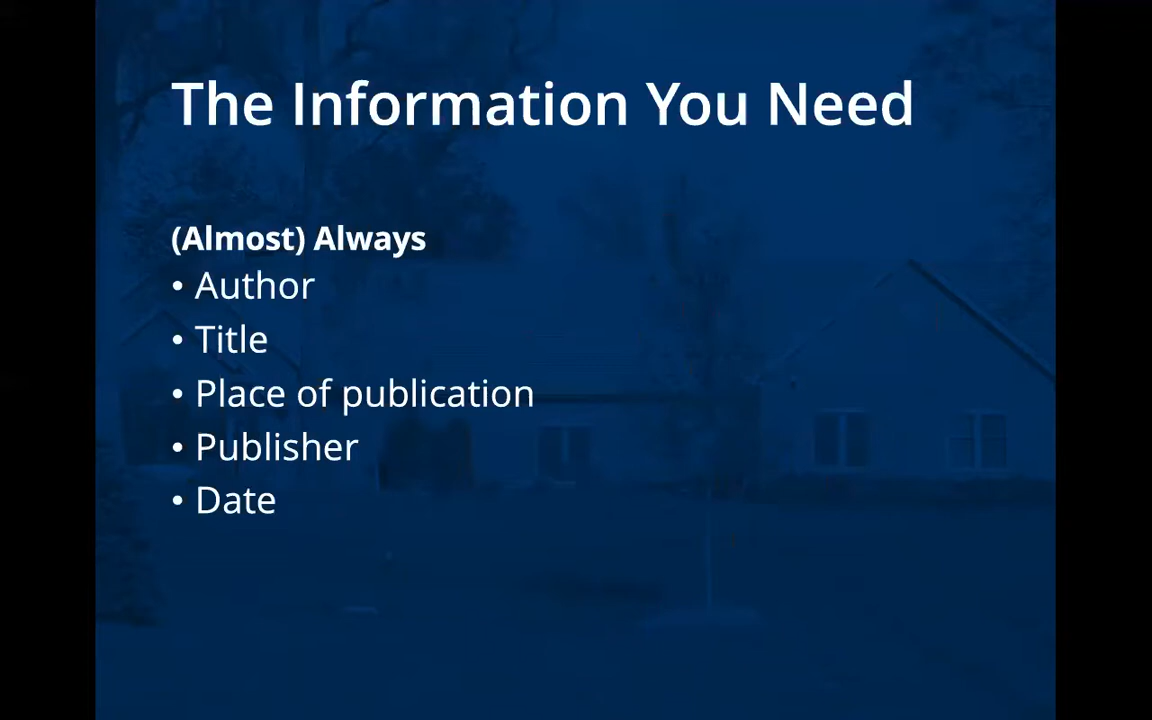 The Information You Need
(Almost) Always
• Author
• Title
• Place of publication
• Publisher
• Date